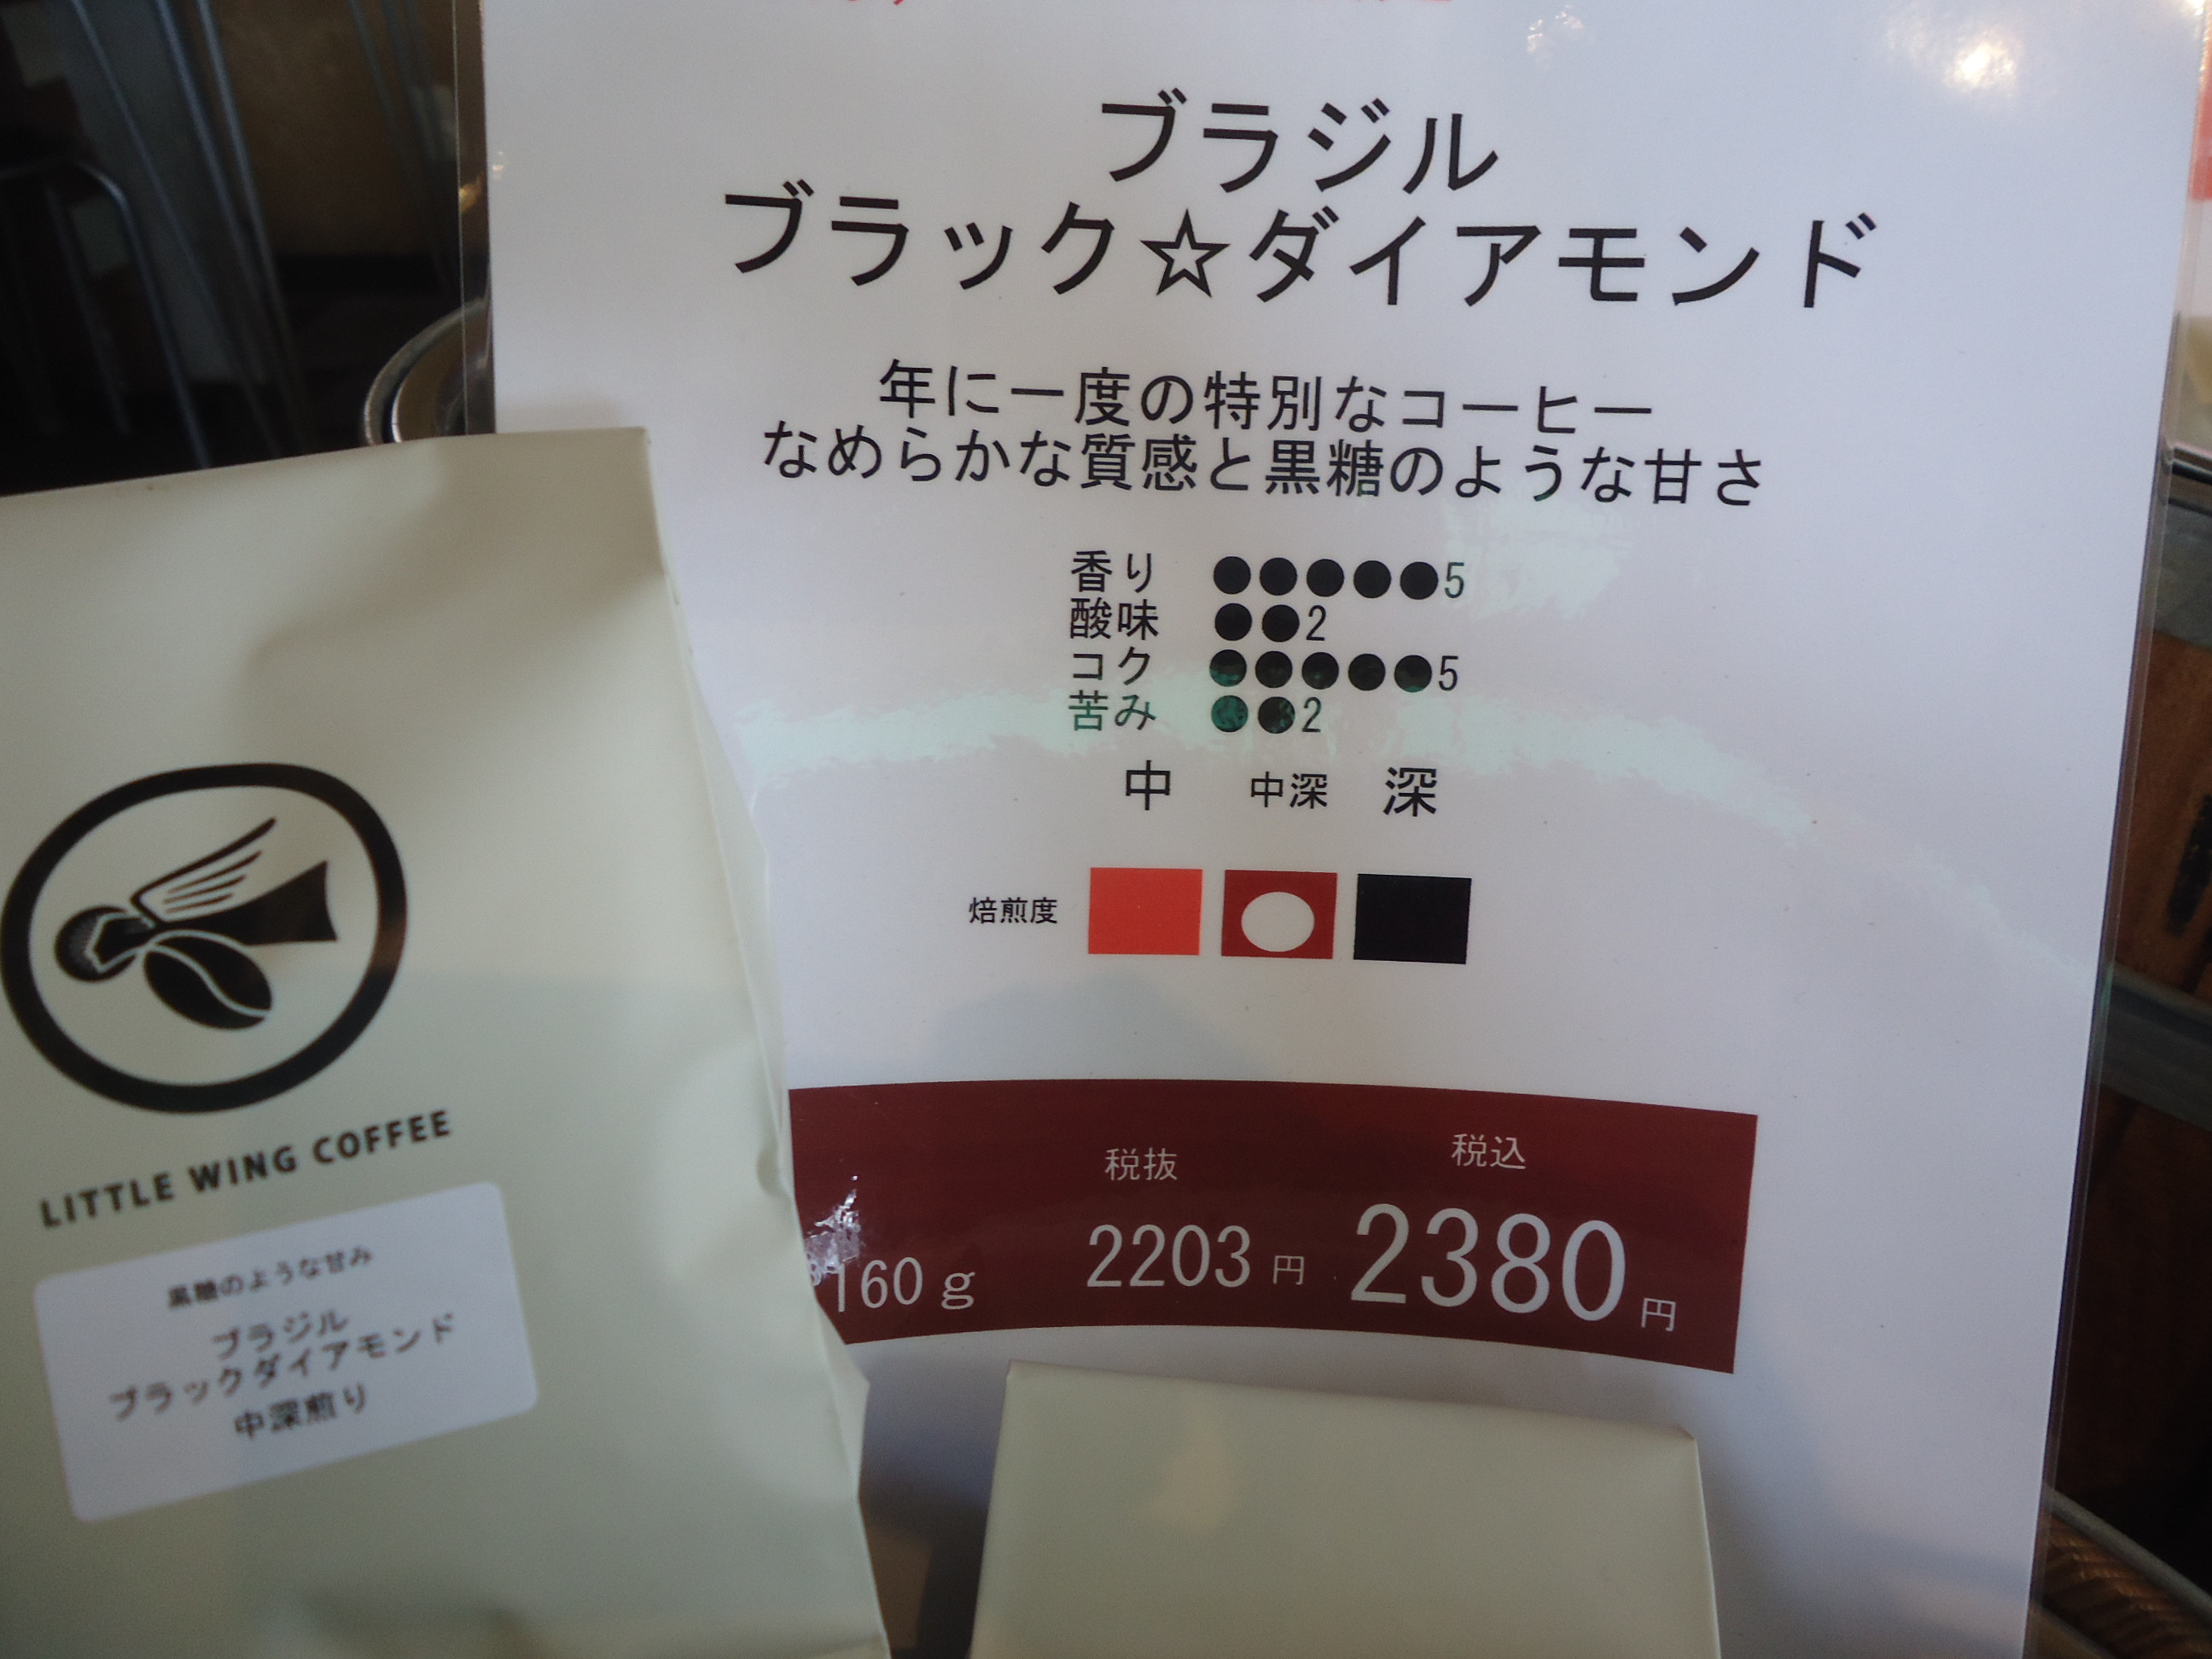 ブラジル
ブラック☆ダイアモンド
年に一度の特別なコーヒー
なめらかな質感と黒糖のような甘さ
香り ●●●●●5
酸味 ●●2
コク ●●●●●5
苦み ●●2
中 中深 深
焙煎度
税抜 税込
160g 2203円 2380円
LITTLE WING COFFEE
黒糖のような甘み
ブラジル
ブラックダイアモンド
中深煎り